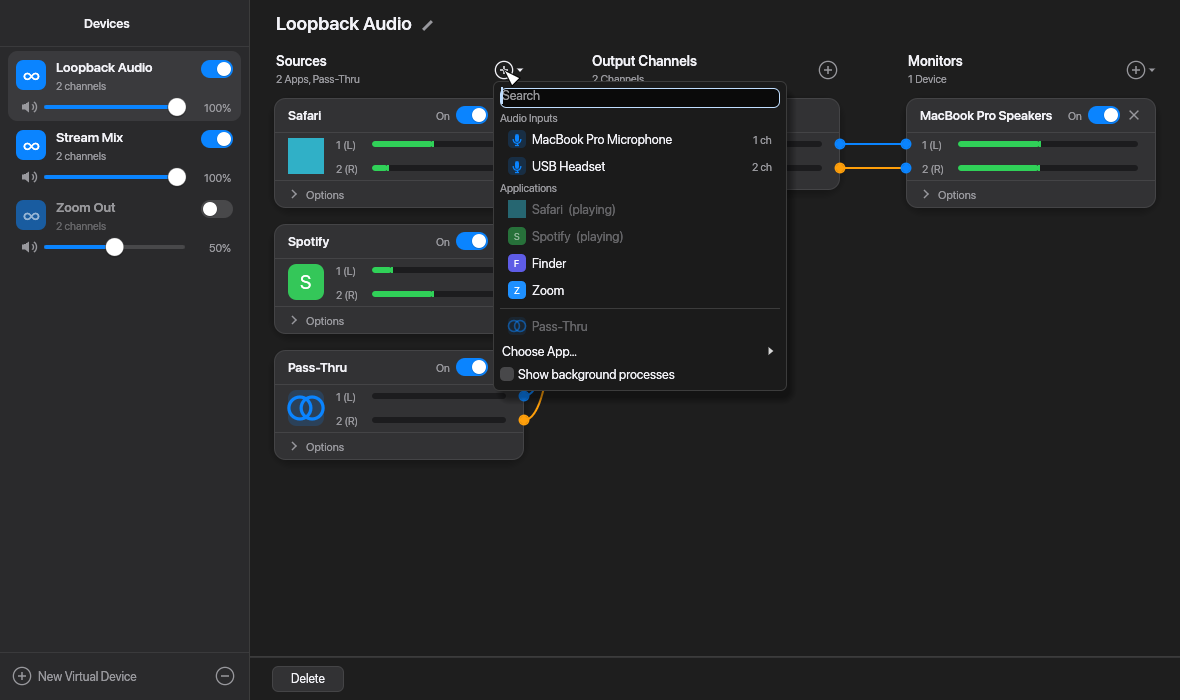 Devices
Loopback Audio
2 channels
100%
Stream Mix
2 channels
100%
Zoom Out
2 channels
50%
New Virtual Device
Loopback Audio
Sources
2 Apps, Pass-Thru
Output Channels
2 Channels
Monitors
1 Device
Safari
On
1 (L)
2 (R)
Options
Spotify
On
S
1 (L)
2 (R)
Options
Pass-Thru
On
1 (L)
2 (R)
Options
Search
Audio Inputs
MacBook Pro Microphone 1 ch
USB Headset 2 ch
Applications
Safari (playing)
S Spotify (playing)
F Finder
Z Zoom
Pass-Thru
Choose App...
Show background processes
MacBook Pro Speakers
On
1 (L)
2 (R)
Options
Delete